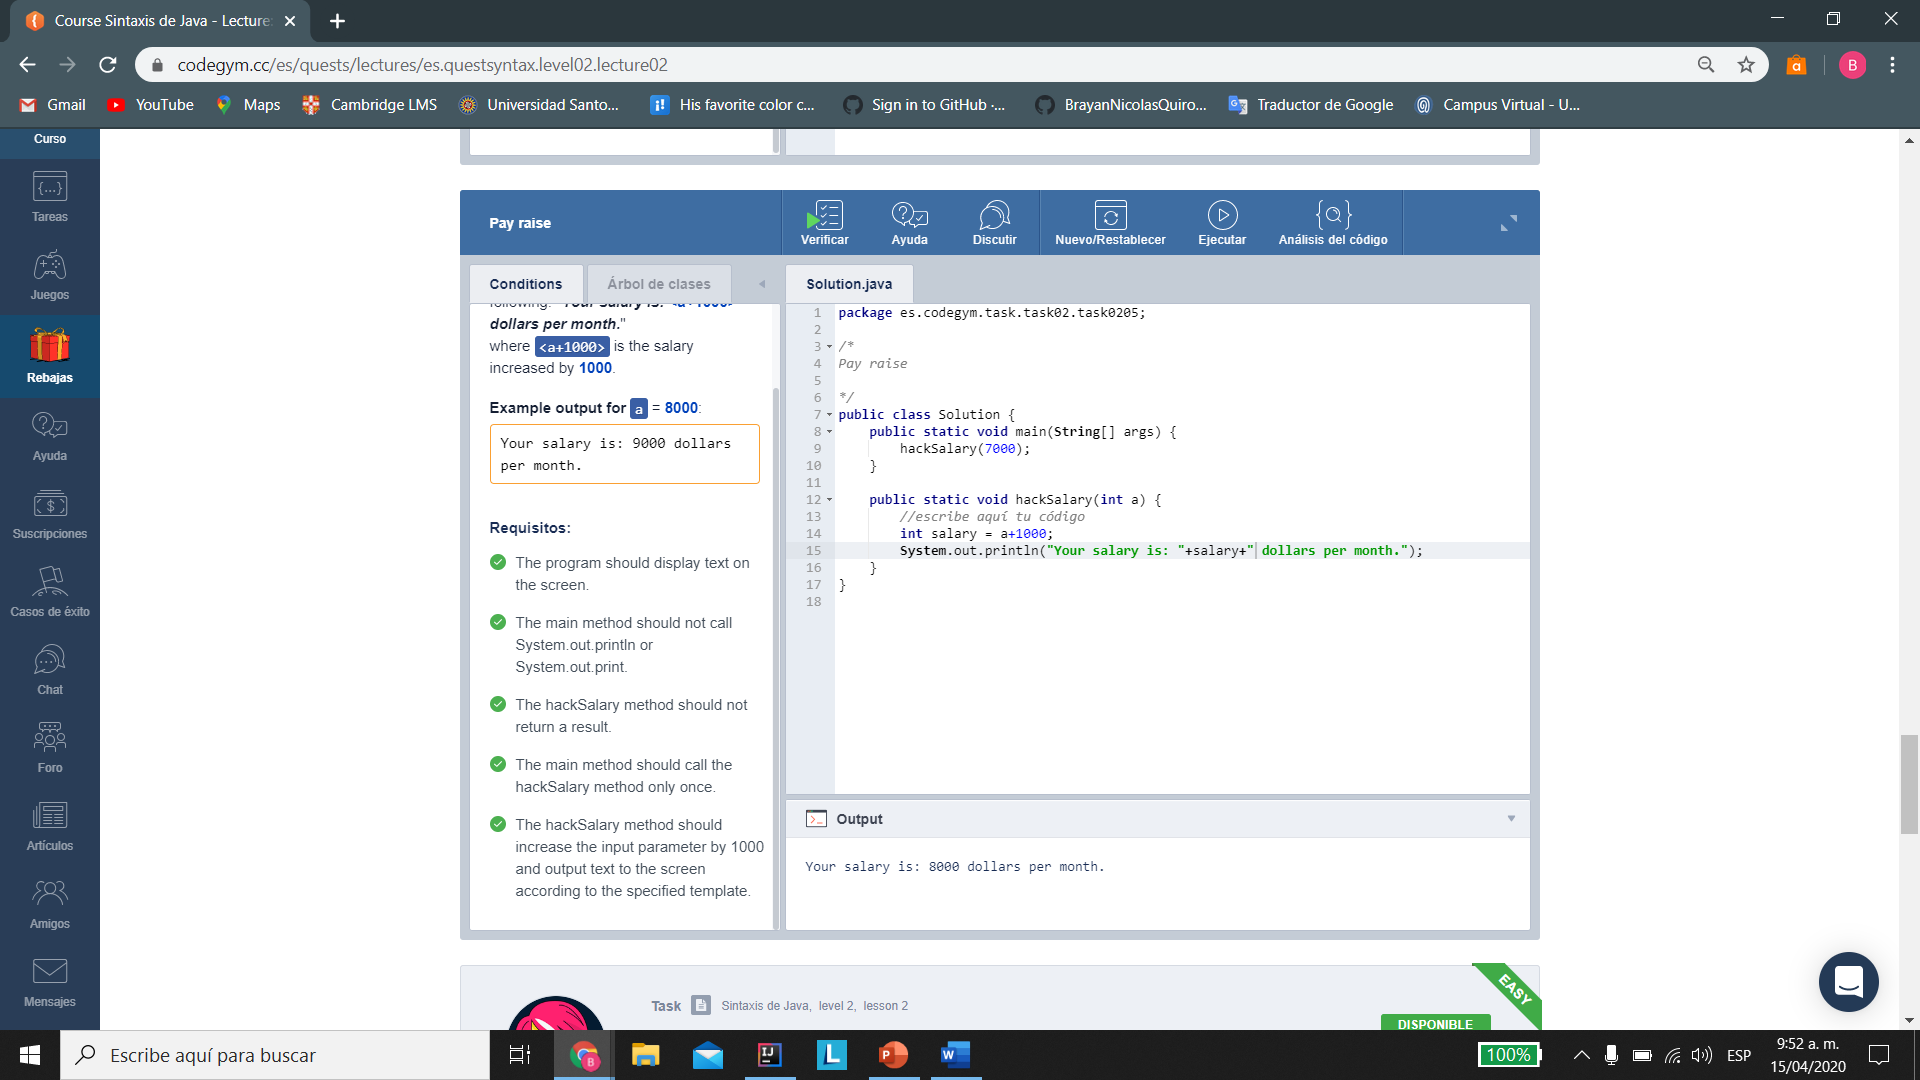 Course Sintaxis de Java - Lecture:
codegym.cc/es/quests/lectures/es.questsyntax.level02.lecture02
B
Gmail
YouTube
Maps
Cambridge LMS
Universidad Santo...
His favorite color c...
Sign in to GitHub ·...
BrayanNicolasQuiro...
Traductor de Google
Campus Virtual - U...
Curso
Tareas
Juegos
Rebajas
Ayuda
Suscripciones
Casos de éxito
Chat
Foro
Artículos
Amigos
Mensajes
Pay raise
Verificar
Ayuda
Discutir
Nuevo/Restablecer
Ejecutar
Análisis del código
Conditions
Árbol de clases
following: "Your salary is: <a+1000>
dollars per month."
where <a+1000> is the salary
increased by 1000.
Example output for a = 8000:
Your salary is: 9000 dollars
per month.
Requisitos:
The program should display text on
the screen.
The main method should not call
System.out.println or
System.out.print.
The hackSalary method should not
return a result.
The main method should call the
hackSalary method only once.
The hackSalary method should
increase the input parameter by 1000
and output text to the screen
according to the specified template.
Solution.java
1 package es.codegym.task.task02.task0205;
2
3 /*
4 Pay raise
5
6 */
7 public class Solution {
8 public static void main(String[] args) {
9 hackSalary(7000);
10 }
11
12 public static void hackSalary(int a) {
13 //escribe aquí tu código
14 int salary = a+1000;
15 System.out.println("Your salary is: "+salary+" dollars per month.");
16 }
17 }
18
Output
Your salary is: 8000 dollars per month.
Task Sintaxis de Java, level 2, lesson 2
EASY
DISPONIBLE
Escribe aquí para buscar
100%
ESP
9:52 a. m.
15/04/2020